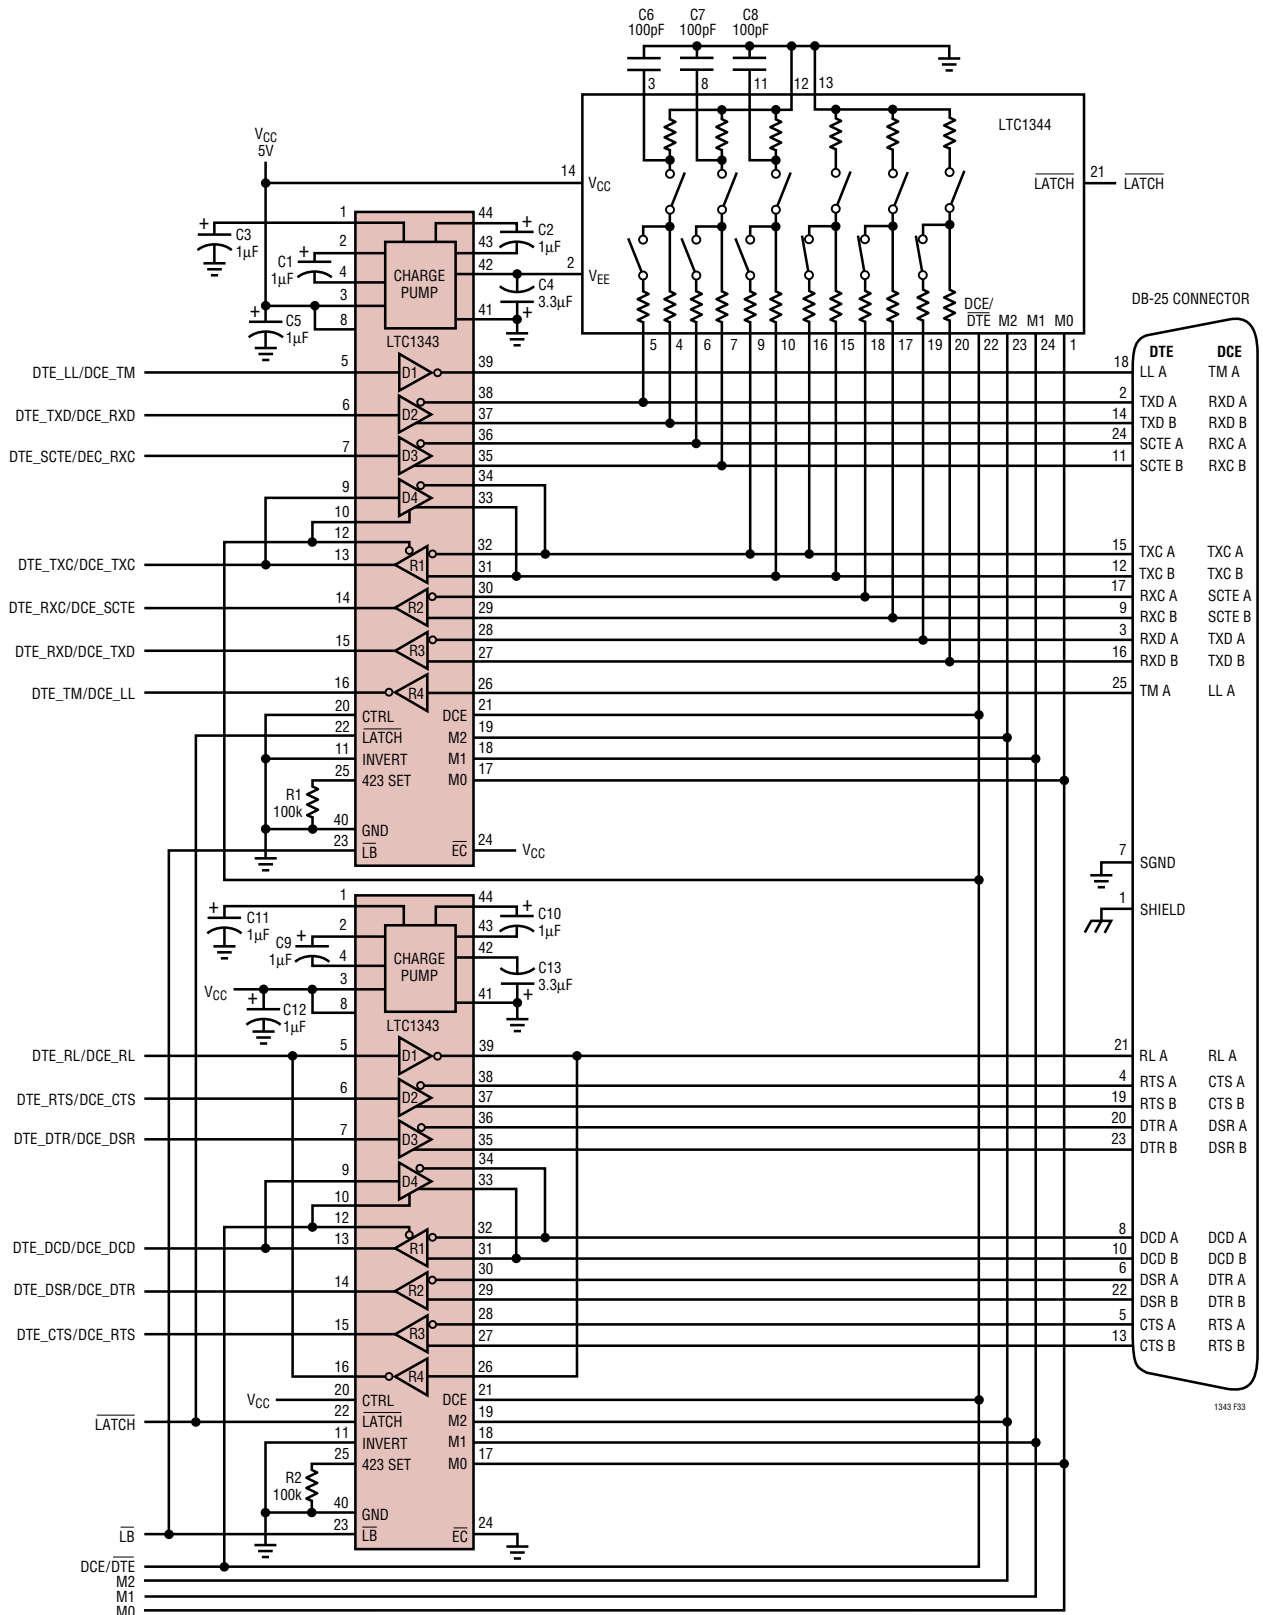 C6 C7 C8
100pF 100pF 100pF
3 8 11 12 13
LTC1344
VCC
5V
14 VCC
LATCH 21 LATCH
1 44
C3
1µF
+
2 43
C1
1µF
+
C2
1µF
+
4 42 2 VEE
CHARGE
PUMP
C4
3.3µF
+
3 41
8
C5
1µF
+
LTC1343
DCE/
DTE M2 M1 M0
5 4 6 7 9 10 16 15 18 17 19 20 22 23 24 1
DB-25 CONNECTOR
DTE DCE
DTE_LL/DCE_TM 5 D1 39 18 LL A TM A
38 2 TXD A RXD A
DTE_TXD/DCE_RXD 6 D2 37 14 TXD B RXD B
36 24 SCTE A RXC A
DTE_SCTE/DEC_RXC 7 D3 35 11 SCTE B RXC B
34
9 D4 33
10
12 32 15 TXC A TXC A
DTE_TXC/DCE_TXC 13 R1 31 12 TXC B TXC B
30 17 RXC A SCTE A
DTE_RXC/DCE_SCTE 14 R2 29 9 RXC B SCTE B
28 3 RXD A TXD A
DTE_RXD/DCE_TXD 15 R3 27 16 RXD B TXD B
DTE_TM/DCE_LL 16 R4 26 25 TM A LL A
20 CTRL DCE 21
22 LATCH M2 19
11 INVERT M1 18
25 423 SET M0 17
R1
100k
40 GND
23 LB EC 24 VCC
7 SGND
1 SHIELD
1 44
C11
1µF
+
2 43
C9
1µF
+
C10
1µF
+
4 42
CHARGE
PUMP
C13
3.3µF
+
VCC 3 41
8
C12
1µF
+
LTC1343
DTE_RL/DCE_RL 5 D1 39 21 RL A RL A
38 4 RTS A CTS A
DTE_RTS/DCE_CTS 6 D2 37 19 RTS B CTS B
36 20 DTR A DSR A
DTE_DTR/DCE_DSR 7 D3 35 23 DTR B DSR B
34
9 D4 33
10
12 32 8 DCD A DCD A
DTE_DCD/DCE_DCD 13 R1 31 10 DCD B DCD B
30 6 DSR A DTR A
DTE_DSR/DCE_DTR 14 R2 29 22 DSR B DTR B
28 5 CTS A RTS A
DTE_CTS/DCE_RTS 15 R3 27 13 CTS B RTS B
16 R4 26
VCC 20 CTRL DCE 21
LATCH 22 LATCH M2 19
11 INVERT M1 18
25 423 SET M0 17
R2
100k
40 GND
LB 23 LB EC 24
DCE/DTE
M2
M1
M0
1343 F33